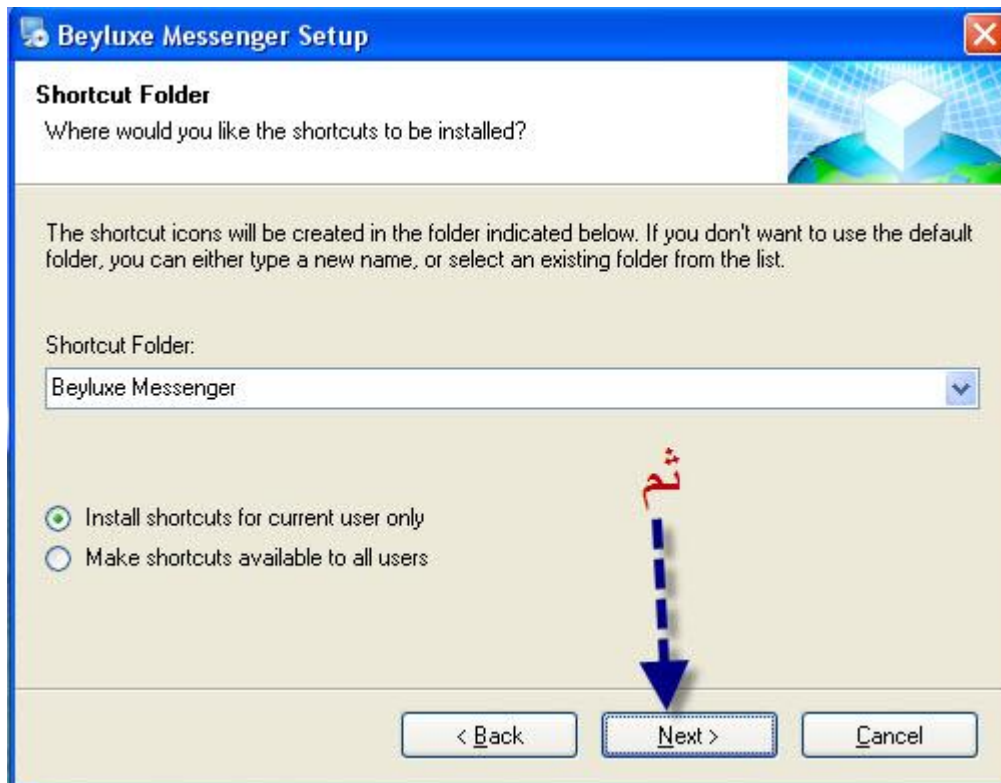 Beyluxe Messenger Setup
Shortcut Folder
Where would you like the shortcuts to be installed?
The shortcut icons will be created in the folder indicated below. If you don't want to use the default
folder, you can either type a new name, or select an existing folder from the list.
Shortcut Folder:
Beyluxe Messenger
ثم
Install shortcuts for current user only
Make shortcuts available to all users
< Back
Next >
Cancel